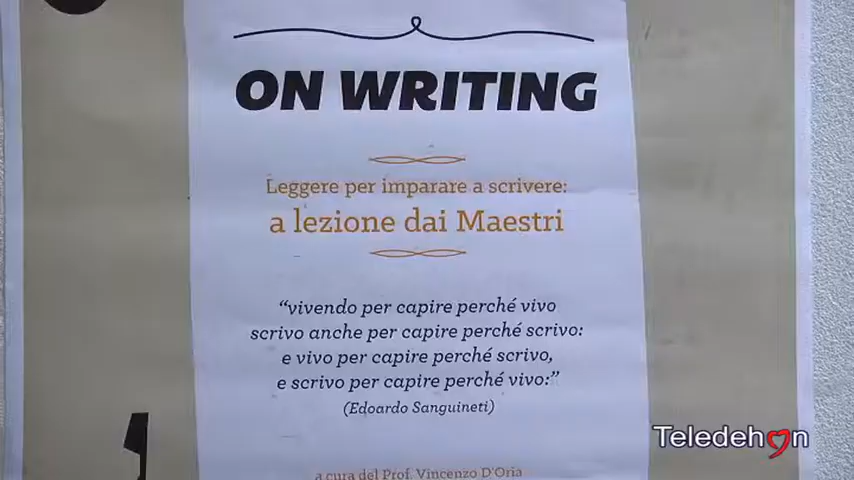 ON WRITING
Leggere per imparare a scrivere:
a lezione dai Maestri
“vivendo per capire perché vivo
scrivo anche per capire perché scrivo:
e vivo per capire perché scrivo,
e scrivo per capire perché vivo:”
(Edoardo Sanguineti)
a cura del Prof. Vincenzo D'Oria
Teledehon